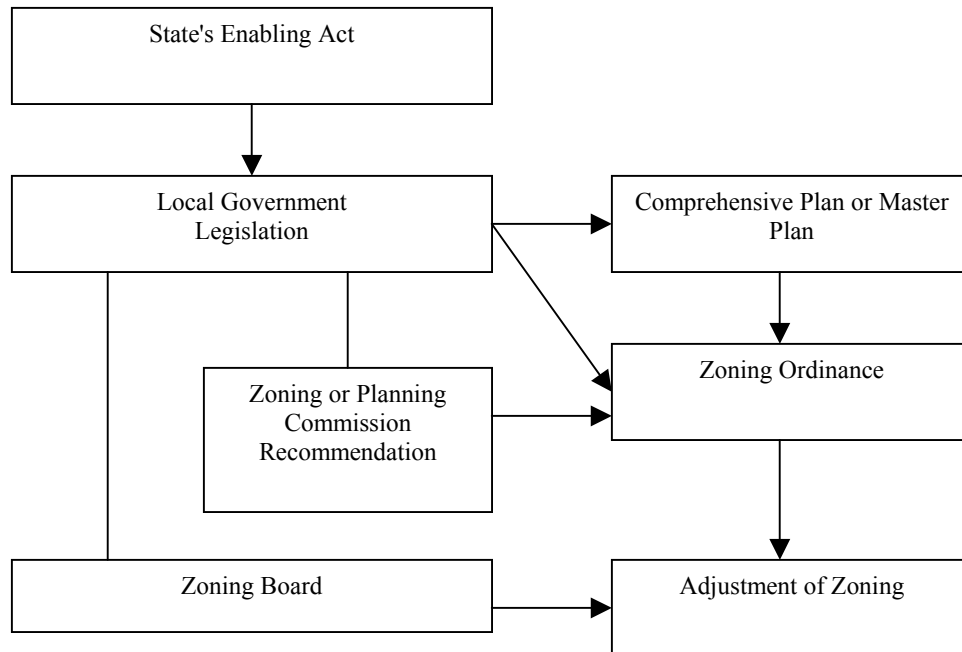 State's Enabling Act
Local Government
Legislation
Comprehensive Plan or Master
Plan
Zoning Ordinance
Zoning or Planning
Commission
Recommendation
Zoning Board
Adjustment of Zoning